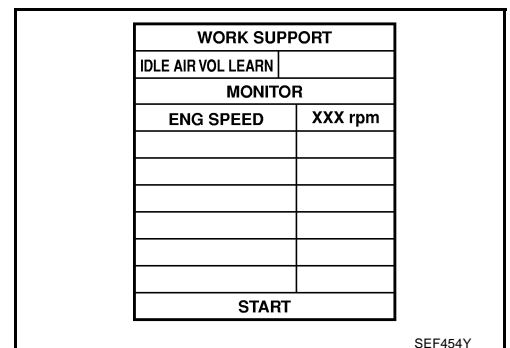 WORK SUPPORT
IDLE AIR VOL LEARN
MONITOR
ENG SPEED XXX rpm
START
SEF454Y